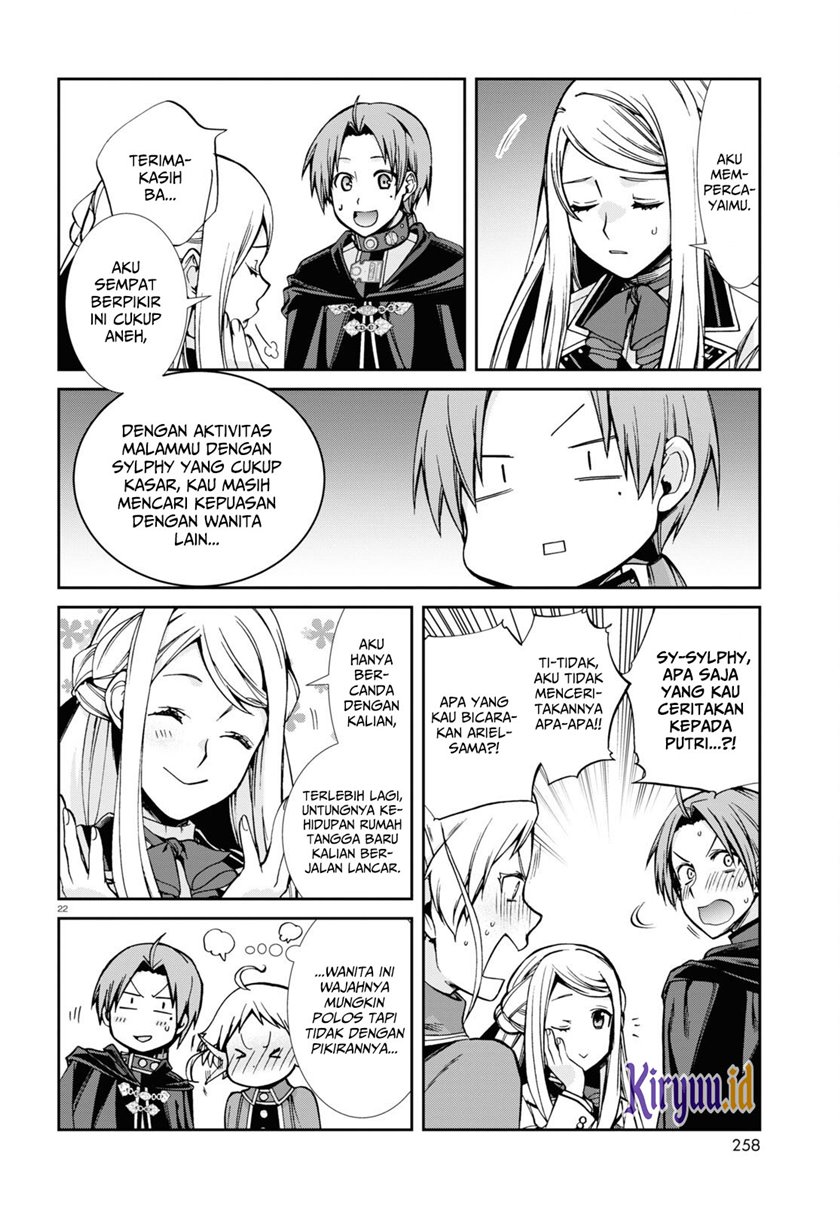 AKU
MEM-
PERCA-
YAIMU.
TERIMA-
KASIH
BA...
AKU
SEMPAT
BERPIKIR
INI CUKUP
ANEH,
DENGAN AKTIVITAS
MALAMMU DENGAN
SYLPHY YANG CUKUP
KASAR, KAU MASIH
MENCARI KEPUASAN
DENGAN WANITA
LAIN...
SY-SYLPHY,
APA SAJA
YANG KAU
CERITAKAN
KEPADA
PUTRI...?!
TI-TIDAK,
AKU TIDAK
MENCERI-
TAKANNYA
APA-APA!!
APA YANG
KAU BICARA-
KAN ARIEL-
SAMA?!
AKU
HANYA
BER-
CANDA
DENGAN
KALIAN,
TERLEBIH LAGI,
UNTUNGNYA KE-
HIDUPAN RUMAH
TANGGA BARU
KALIAN BER-
JALAN LANCAR.
22
...WANITA INI
WAJAHNYA
MUNGKIN
POLOS TAPI
TIDAK DENGAN
PIKIRANNYA...
Kiryuu.id
258